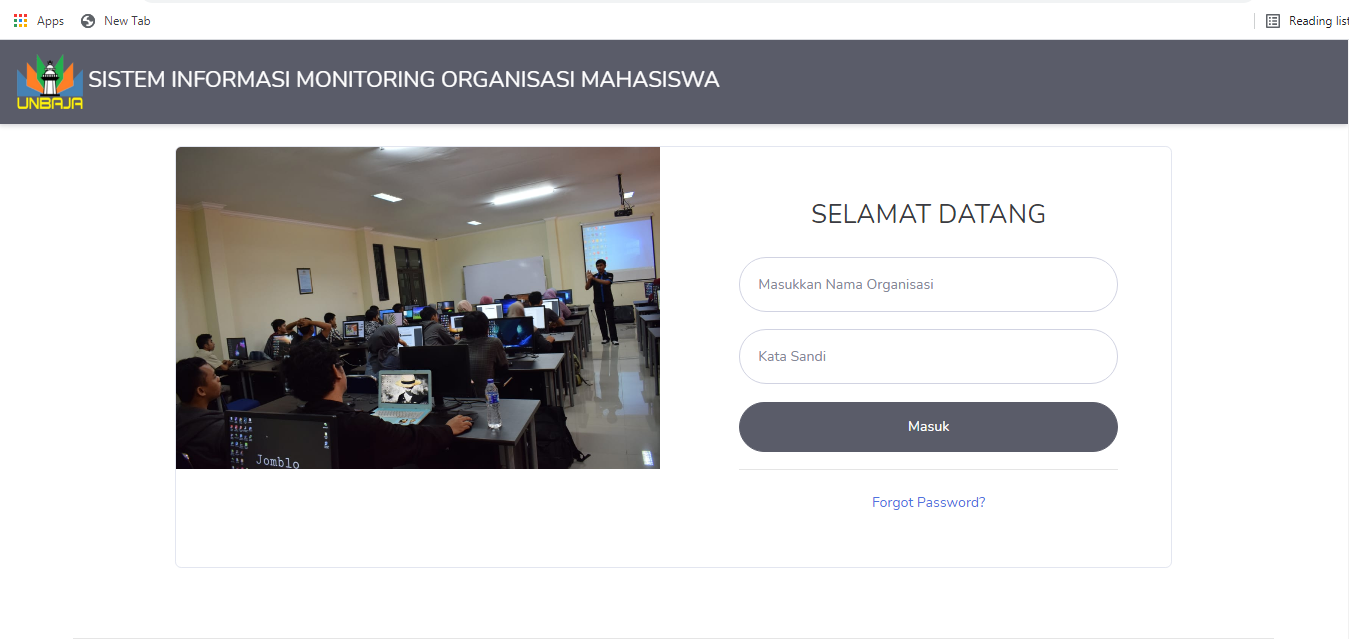 Apps
New Tab
Reading list
UNBAJA
SISTEM INFORMASI MONITORING ORGANISASI MAHASISWA
SELAMAT DATANG
Masukkan Nama Organisasi
Kata Sandi
Masuk
Forgot Password?
Jomblo